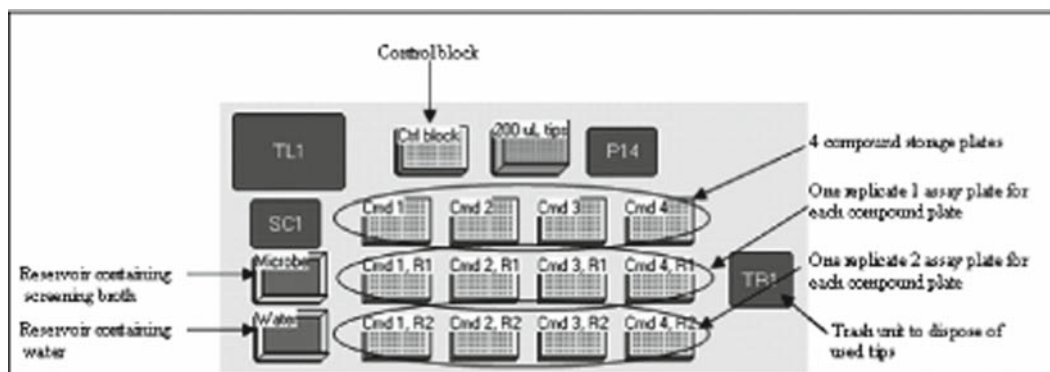 Control block
Ctrl block
200 uL tips
TL1
P14
4 compound storage plates
Cmd 1
Cmd 2
Cmd 3
Cmd 4
One replicate 1 assay plate for
each compound plate
SC1
Microbe
Cmd 1, R1
Cmd 2, R1
Cmd 3, R1
Cmd 4, R1
One replicate 2 assay plate for
each compound plate
TR1
Reservoir containing
screening broth
Water
Cmd 1, R2
Cmd 2, R2
Cmd 3, R2
Cmd 4, R2
Reservoir containing
water
Trash unit to dispose of
used tips